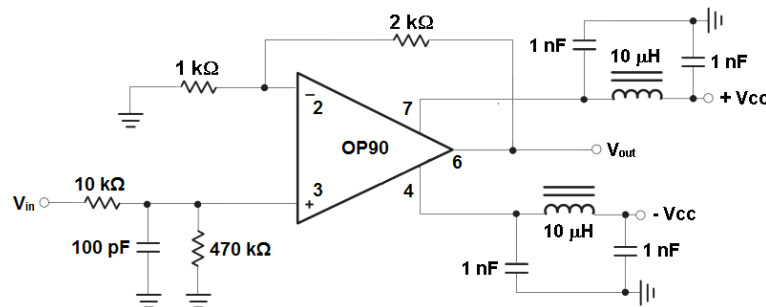 2 kΩ
1 nF
10 µH
1 nF
1 kΩ
+ Vcc
−
2
7
OP90
6
Vout
4
3
+
10 kΩ
Vin
100 pF
470 kΩ
- Vcc
10 µH
1 nF
1 nF